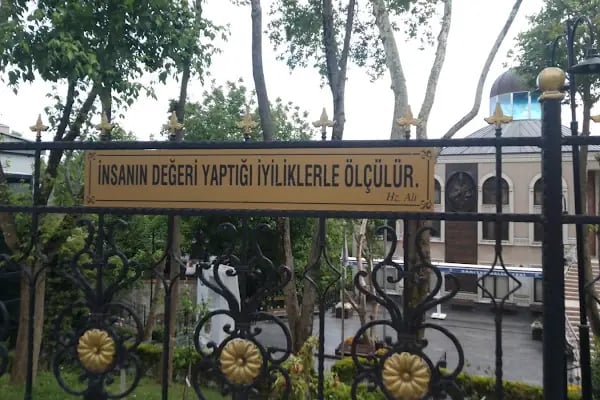 İNSANIN DEĞERİ YAPTIĞI İYİLİKLERLE ÖLÇÜLÜR.
Hz. Ali